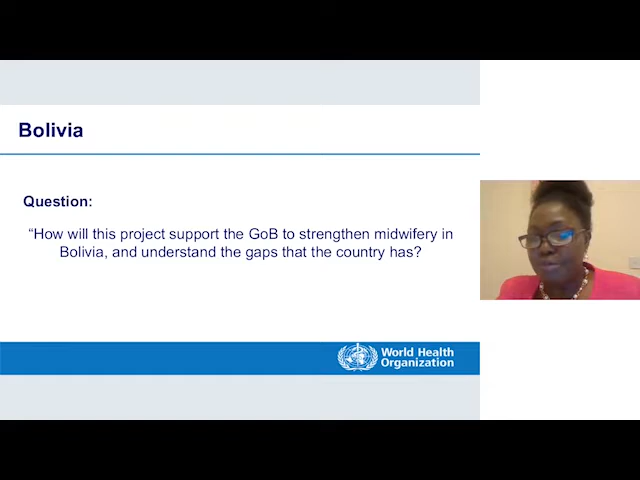 Bolivia
Question:
“How will this project support the GoB to strengthen midwifery in
Bolivia, and understand the gaps that the country has?
World Health
Organization